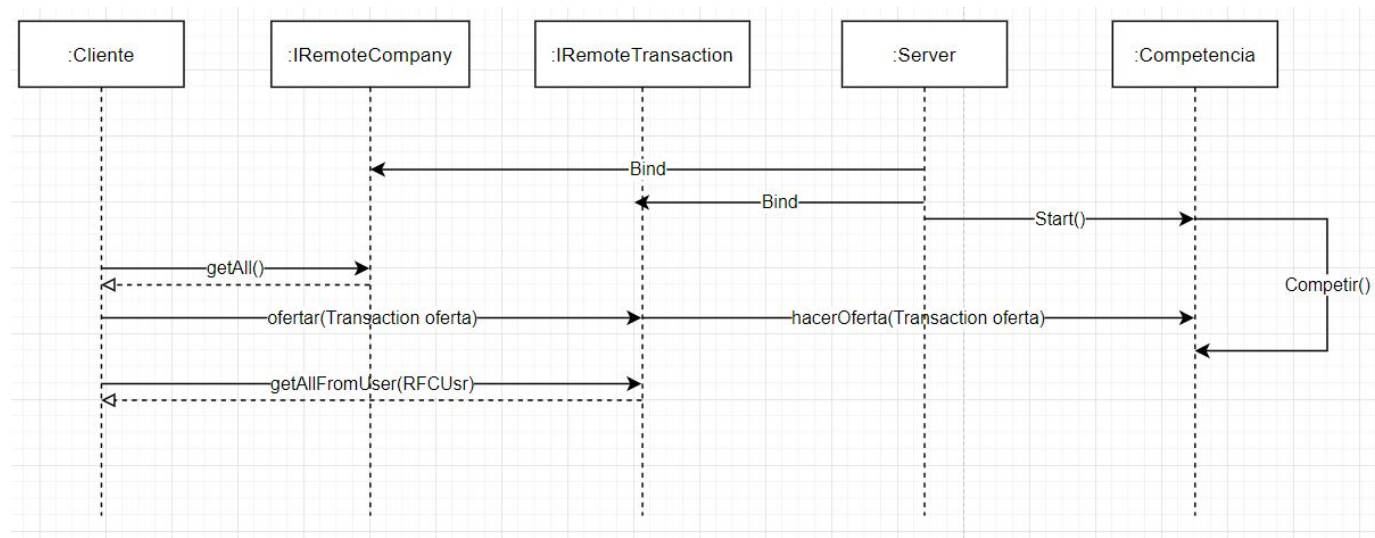 :Cliente
:IRemoteCompany
:IRemoteTransaction
:Server
:Competencia
Bind
Bind
Start()
getAll()
Competir()
ofertar(Transaction oferta)
hacerOferta(Transaction oferta)
getAllFromUser(RFCUsr)